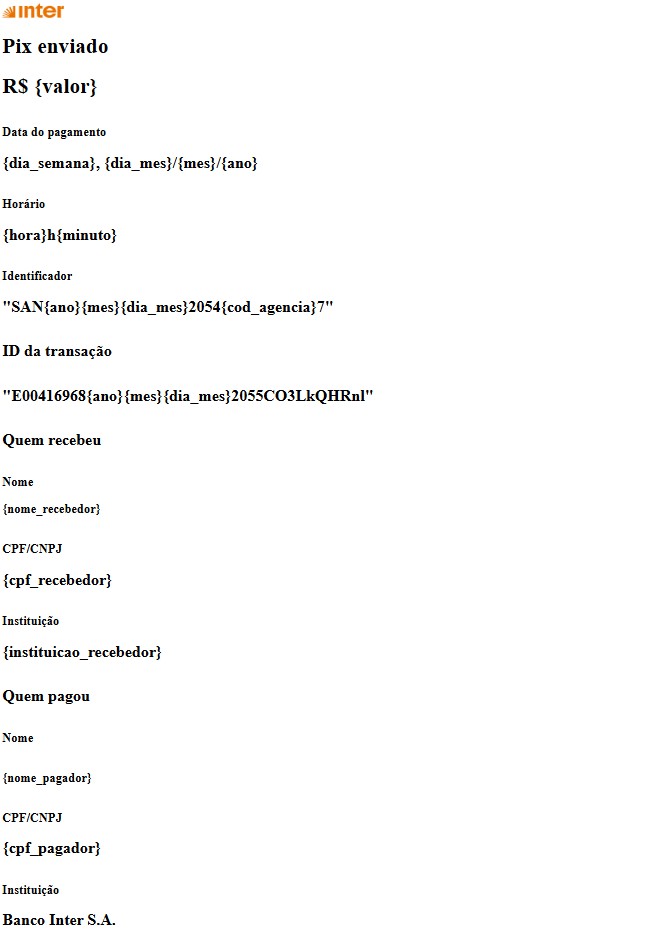 inter
Pix enviado
R$ {valor}
Data do pagamento
{dia_semana}, {dia_mes}/{mes}/{ano}
Horário
{hora}h{minuto}
Identificador
"SAN{ano}{mes}{dia_mes}2054{cod_agencia}7"
ID da transação
"E00416968{ano}{mes}{dia_mes}2055CO3LkQHRnl"
Quem recebeu
Nome
{nome_recebedor}
CPF/CNPJ
{cpf_recebedor}
Instituição
{instituicao_recebedor}
Quem pagou
Nome
{nome_pagador}
CPF/CNPJ
{cpf_pagador}
Instituição
Banco Inter S.A.